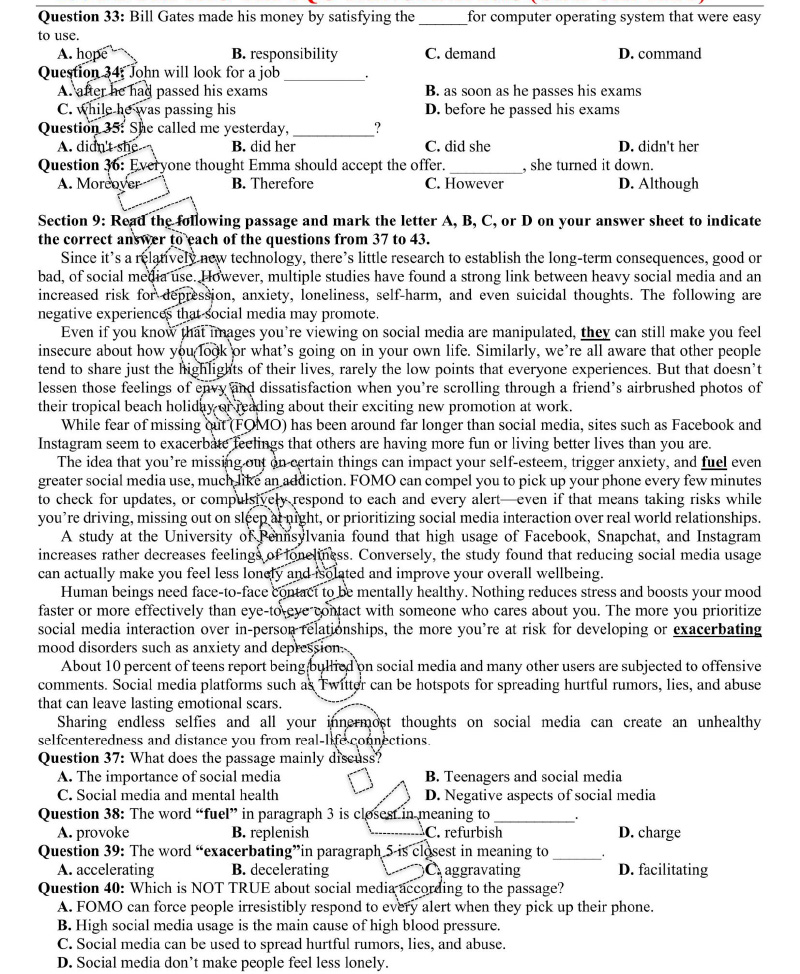 Question 33: Bill Gates made his money by satisfying the ______for computer operating system that were easy
to use.
A. hope B. responsibility C. demand D. command
Question 34: John will look for a job __________.
A. after he had passed his exams B. as soon as he passes his exams
C. while he was passing his D. before he passed his exams
Question 35: She called me yesterday, __________?
A. didn't she B. did her C. did she D. didn't her
Question 36: Everyone thought Emma should accept the offer. _________, she turned it down.
A. Moreover B. Therefore C. However D. Although
Section 9: Read the following passage and mark the letter A, B, C, or D on your answer sheet to indicate
the correct answer to each of the questions from 37 to 43.
Since it’s a relatively new technology, there’s little research to establish the long-term consequences, good or
bad, of social media use. However, multiple studies have found a strong link between heavy social media and an
increased risk for depression, anxiety, loneliness, self-harm, and even suicidal thoughts. The following are
negative experiences that social media may promote.
Even if you know that images you’re viewing on social media are manipulated, they can still make you feel
insecure about how you look or what’s going on in your own life. Similarly, we’re all aware that other people
tend to share just the highlights of their lives, rarely the low points that everyone experiences. But that doesn’t
lessen those feelings of envy and dissatisfaction when you’re scrolling through a friend’s airbrushed photos of
their tropical beach holiday or reading about their exciting new promotion at work.
While fear of missing out (FOMO) has been around far longer than social media, sites such as Facebook and
Instagram seem to exacerbate feelings that others are having more fun or living better lives than you are.
The idea that you’re missing out on certain things can impact your self-esteem, trigger anxiety, and fuel even
greater social media use, much like an addiction. FOMO can compel you to pick up your phone every few minutes
to check for updates, or compulsively respond to each and every alert—even if that means taking risks while
you’re driving, missing out on sleep at night, or prioritizing social media interaction over real world relationships.
A study at the University of Pennsylvania found that high usage of Facebook, Snapchat, and Instagram
increases rather decreases feelings of loneliness. Conversely, the study found that reducing social media usage
can actually make you feel less lonely and isolated and improve your overall wellbeing.
Human beings need face-to-face contact to be mentally healthy. Nothing reduces stress and boosts your mood
faster or more effectively than eye-to-eye contact with someone who cares about you. The more you prioritize
social media interaction over in-person relationships, the more you’re at risk for developing or exacerbating
mood disorders such as anxiety and depression.
About 10 percent of teens report being bullied on social media and many other users are subjected to offensive
comments. Social media platforms such as Twitter can be hotspots for spreading hurtful rumors, lies, and abuse
that can leave lasting emotional scars.
Sharing endless selfies and all your innermost thoughts on social media can create an unhealthy
selfcenteredness and distance you from real-life connections.
Question 37: What does the passage mainly discuss?
A. The importance of social media B. Teenagers and social media
C. Social media and mental health D. Negative aspects of social media
Question 38: The word “fuel” in paragraph 3 is closest in meaning to __________.
A. provoke B. replenish C. refurbish D. charge
Question 39: The word “exacerbating”in paragraph 5 is closest in meaning to ______.
A. accelerating B. decelerating C. aggravating D. facilitating
Question 40: Which is NOT TRUE about social media according to the passage?
A. FOMO can force people irresistibly respond to every alert when they pick up their phone.
B. High social media usage is the main cause of high blood pressure.
C. Social media can be used to spread hurtful rumors, lies, and abuse.
D. Social media don’t make people feel less lonely.